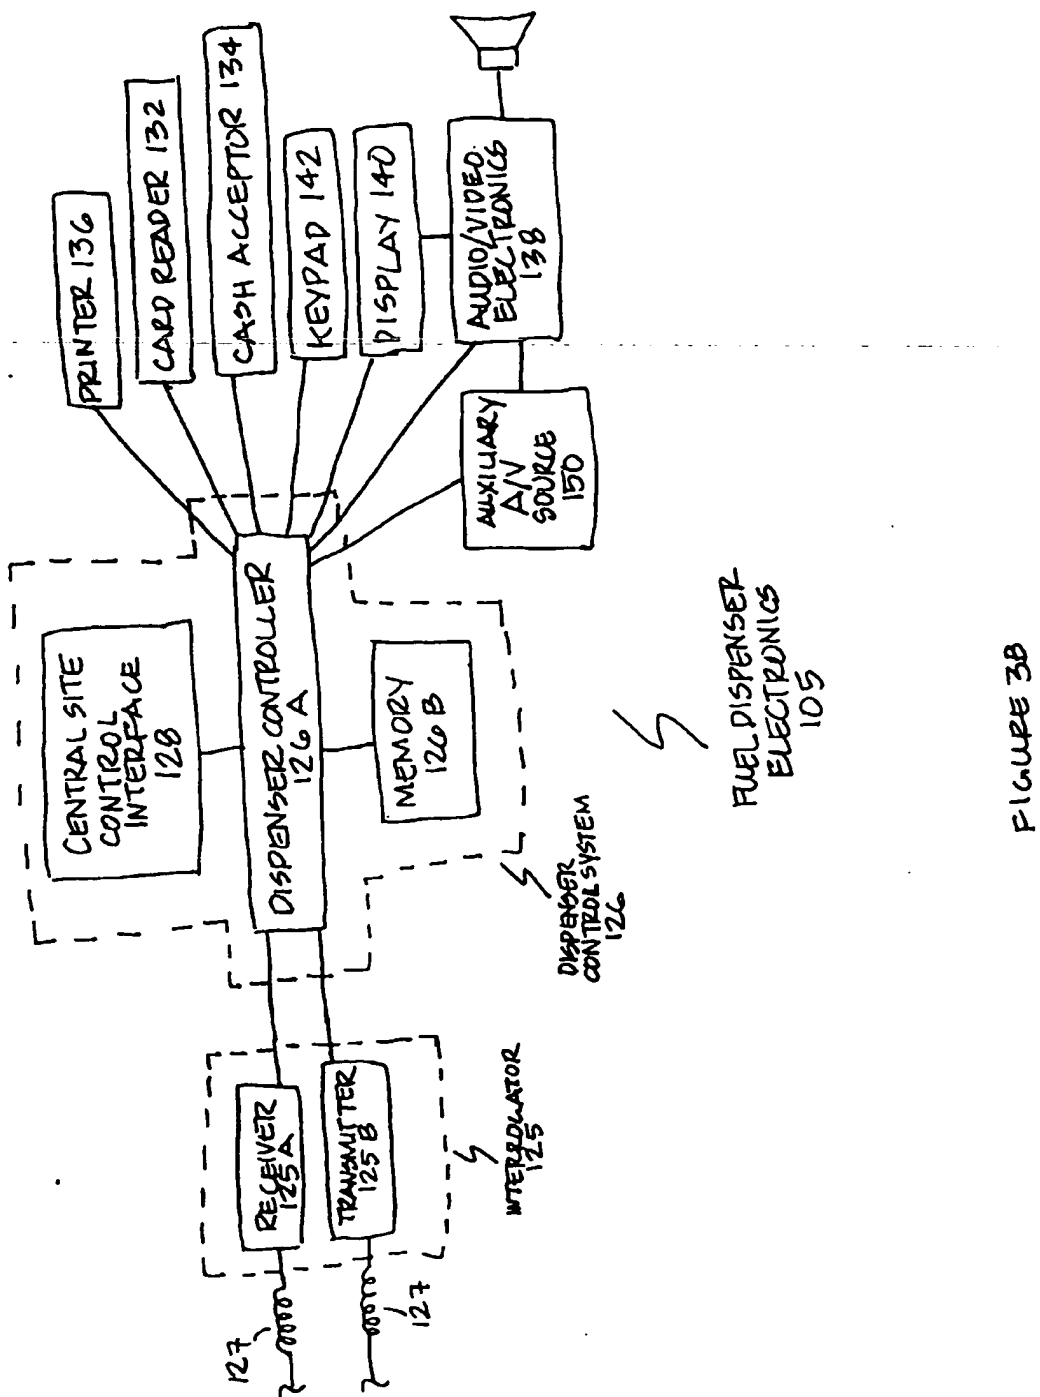 PRINTER 136
CARD READER 132
CASH ACCEPTOR 134
KEYPAD 142
DISPLAY 140
AUDIO/VIDEO
ELECTRONICS
138
AUXILIARY
A/V
SOURCE
150
CENTRAL SITE
CONTROL
INTERFACE
128
DISPENSER CONTROLLER
126 A
MEMORY
126 B
DISPENSER
CONTROL SYSTEM
126
RECEIVER
125 A
TRANSMITTER
125 B
INTERROGATOR
125
127
127
FUEL DISPENSER
ELECTRONICS
105
FIGURE 3B